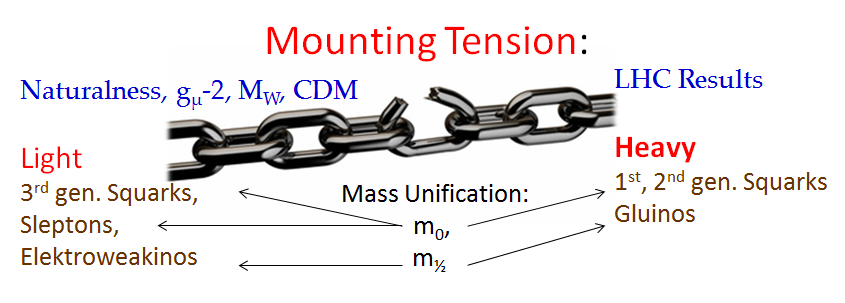 Mounting Tension:
Naturalness, gμ-2, MW, CDM
LHC Results
Light
3rd gen. Squarks,
Sleptons,
Elektroweakinos
Mass Unification:
m0,
m½
Heavy
1st, 2nd gen. Squarks
Gluinos